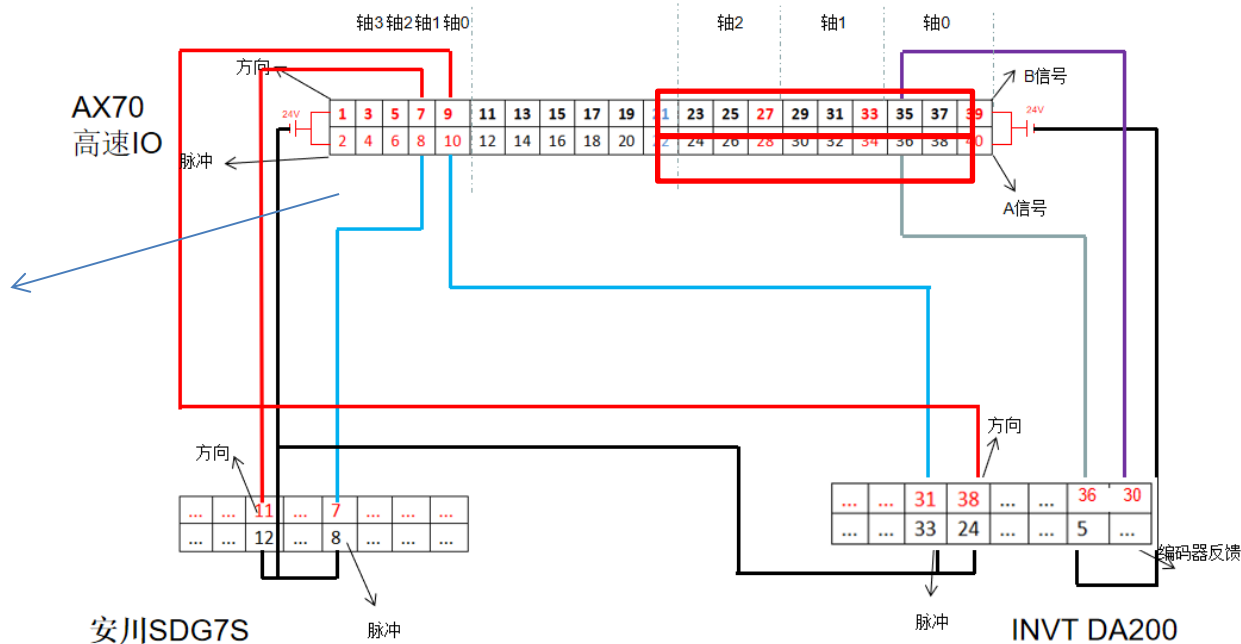 轴3 轴2 轴1 轴0 轴2 轴1 轴0
方向 B信号
AX70
高速IO
24V 1 3 5 7 9 11 13 15 17 19 21 23 25 27 29 31 33 35 37 39 24V
2 4 6 8 10 12 14 16 18 20 22 24 26 28 30 32 34 36 38 40
脉冲
A信号
方向 方向
... ... 11 ... 7 ... ... ...
... ... 12 ... 8 ... ... ...
... ... 31 38 ... ... 36 30
... ... 33 24 ... ... 5 ...
编码器反馈
安川SDG7S 脉冲 脉冲 INVT DA200